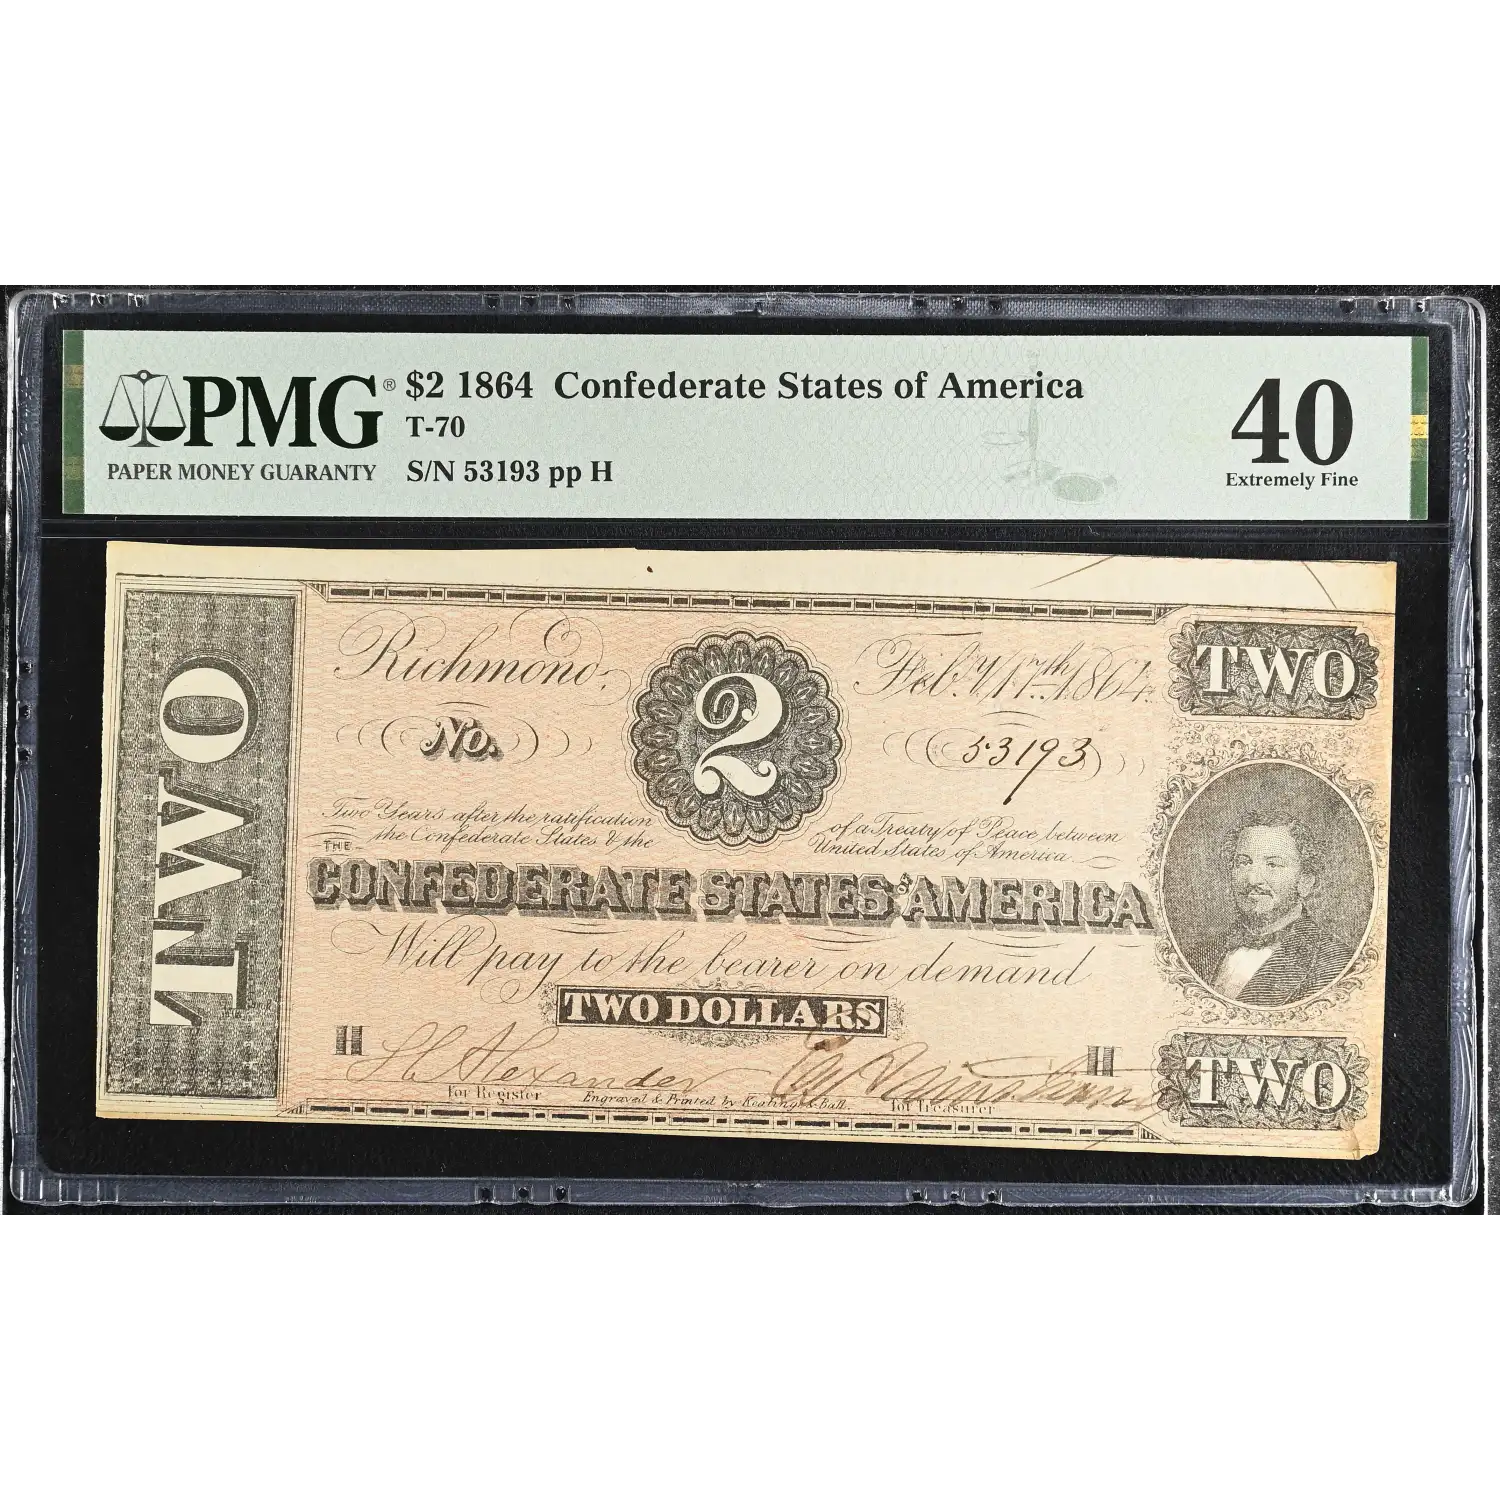 PMG® $2 1864 Confederate States of America
T-70
PAPER MONEY GUARANTY S/N 53193 pp H
40
Extremely Fine
TWO
Richmond, Feb.y 17th 1864.
2
TWO
No. 53193
Two Years after the ratification of a Treaty of Peace between
the Confederate States & the United States of America
THE
CONFEDERATE STATES OF AMERICA
Will pay to the bearer on demand
TWO DOLLARS
H H
Alexander
for Register Engraved & Printed by Keatinge & Ball. for Treasurer
TWO